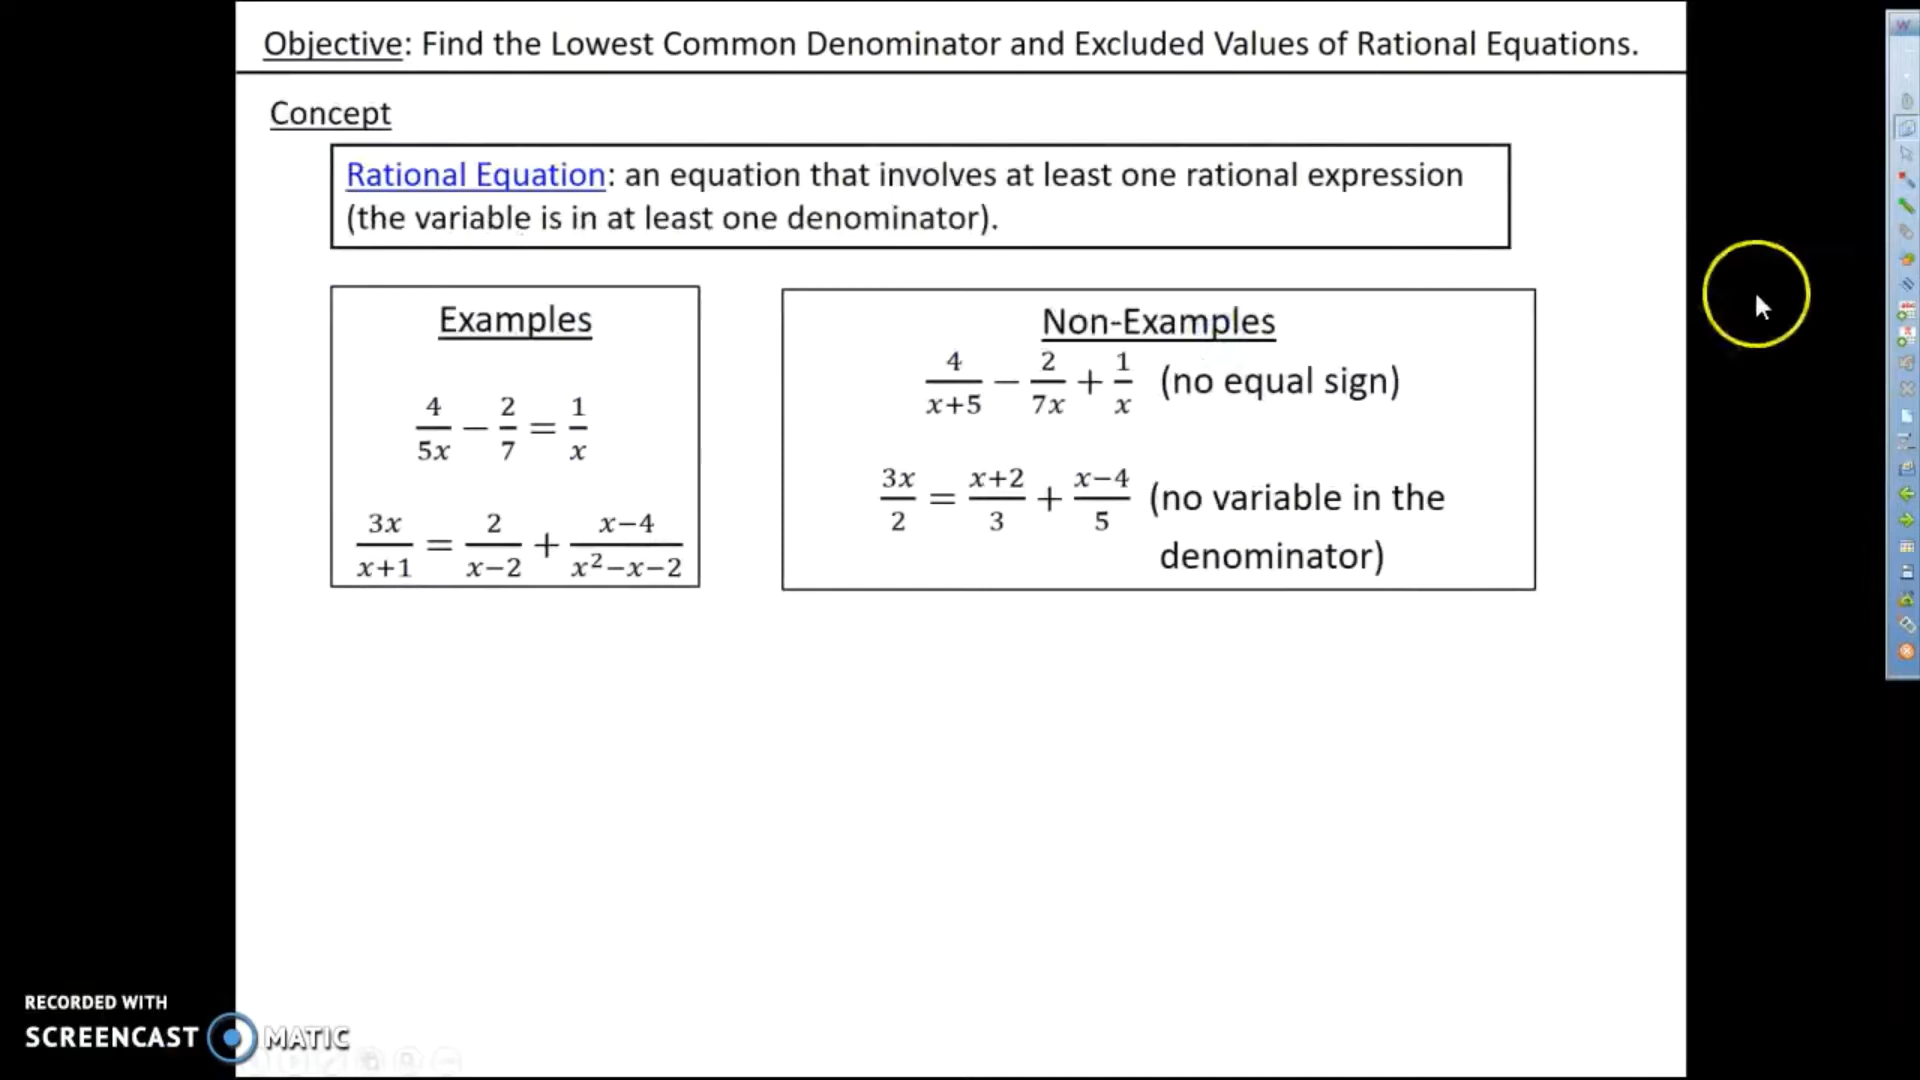 Objective: Find the Lowest Common Denominator and Excluded Values of Rational Equations.
Concept
Rational Equation: an equation that involves at least one rational expression
(the variable is in at least one denominator).
Examples
4/5x − 2/7 = 1/x
3x/x+1 = 2/x−2 + x−4/x²−x−2
Non-Examples
4/x+5 − 2/7x + 1/x (no equal sign)
3x/2 = x+2/3 + x−4/5 (no variable in the
denominator)
RECORDED WITH
SCREENCAST MATIC